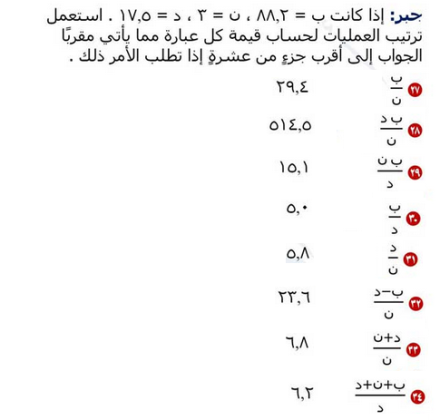 جبر: إذا كانت ب = ٨٨,٢ ، ن = ٣ ، د = ١٧,٥ . استعمل
ترتيب العمليات لحساب قيمة كل عبارة مما يأتي مقربًا
الجواب إلى أقرب جزءٍ من عشرةٍ إذا تطلب الأمر ذلك .
٢٧ ب/ن ٢٩,٤
٢٨ ب د/ن ٥١٤,٥
٢٩ ب ن/د ١٥,١
٣٠ ب/د ٥,٠
٣١ د/ن ٥,٨
٣٢ ب−د/ن ٢٣,٦
٣٣ د+ن/ن ٦,٨
٣٤ ب+ن+د/د ٦,٢